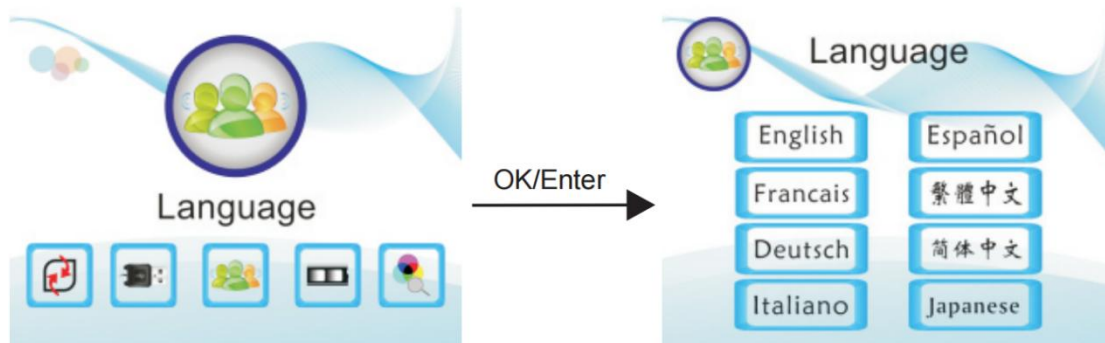 Language
OK/Enter
Language
English
Español
Francais
繁體中文
Deutsch
简体中文
Italiano
Japanese